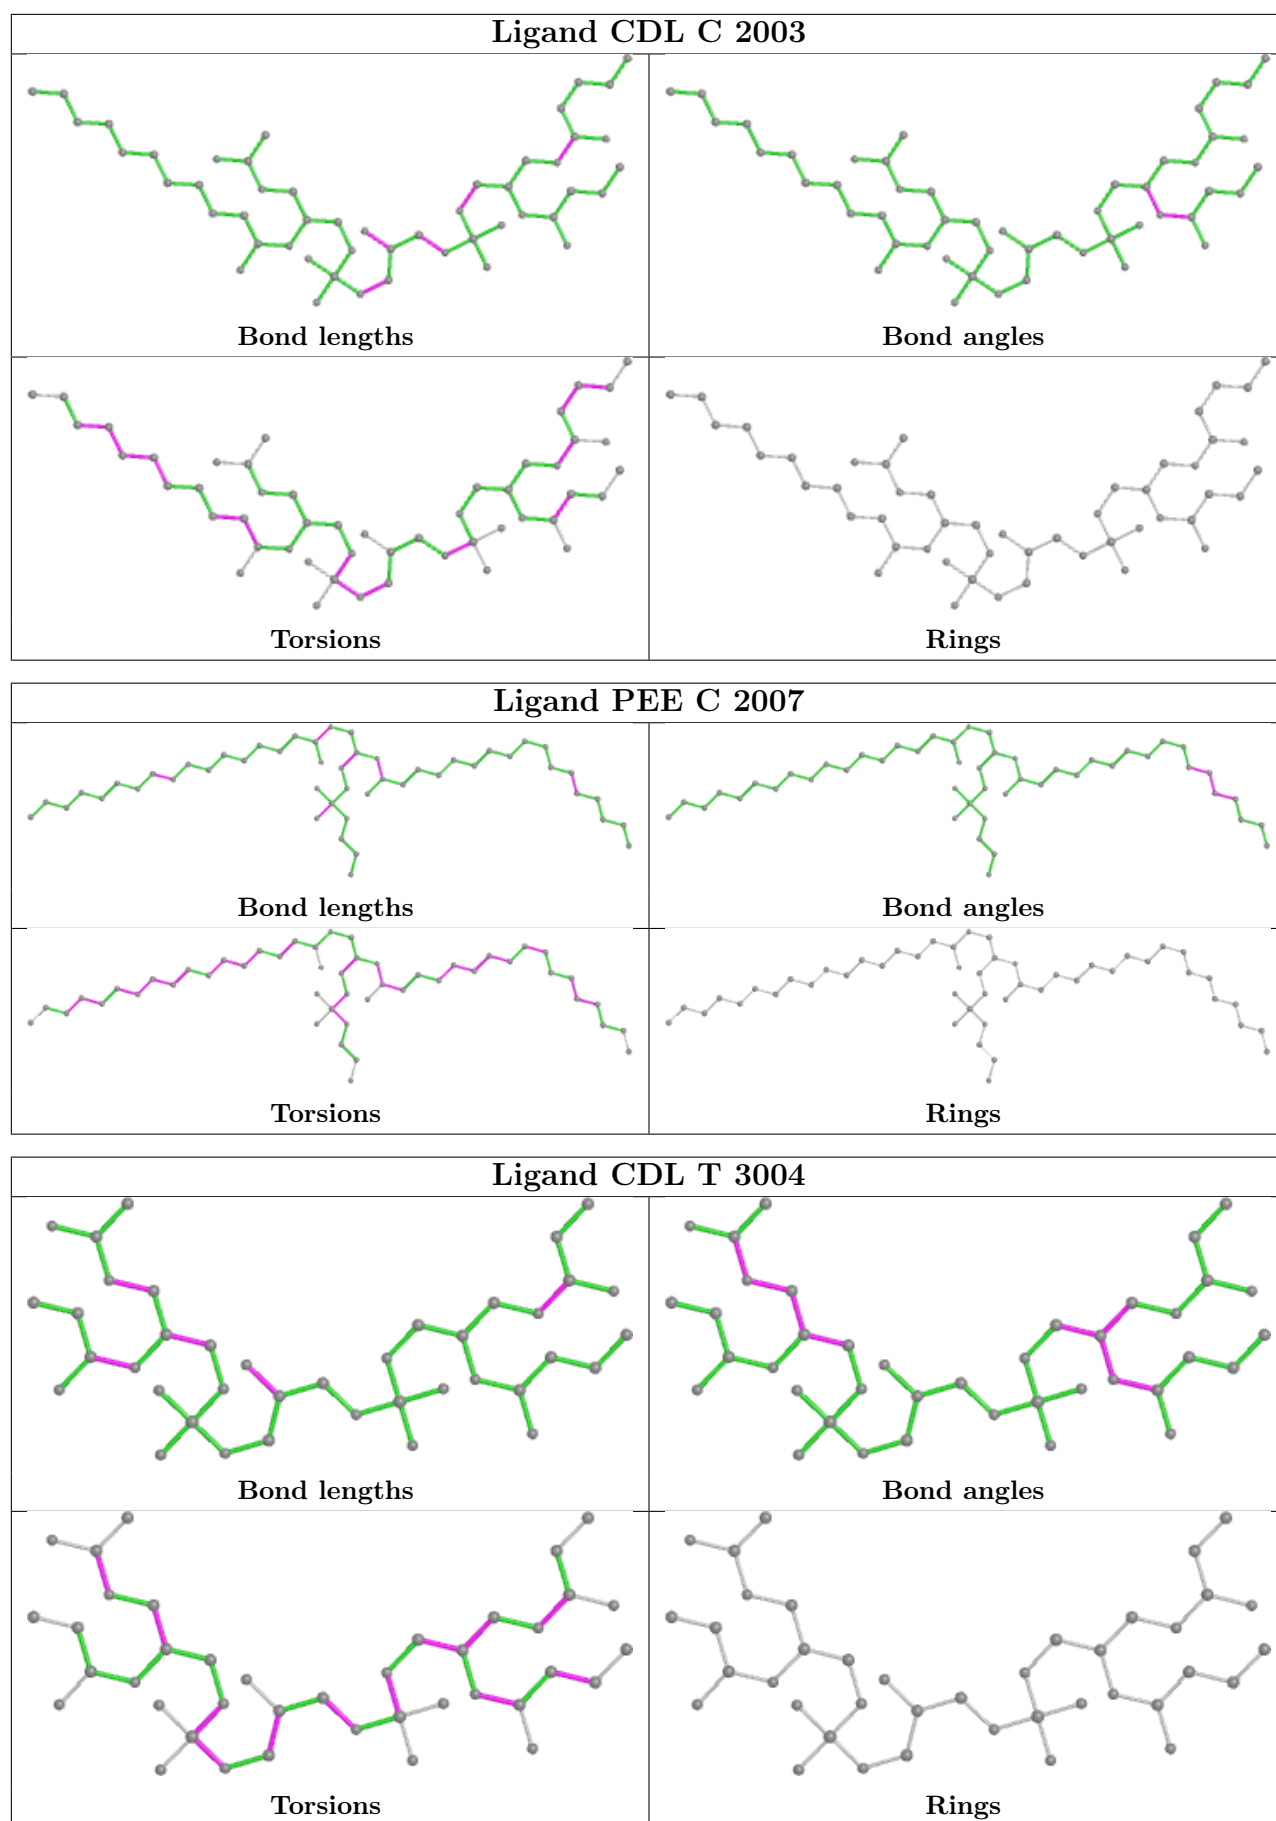 Ligand CDL C 2003
Bond lengths
Bond angles
Torsions
Rings
Ligand PEE C 2007
Bond lengths
Bond angles
Torsions
Rings
Ligand CDL T 3004
Bond lengths
Bond angles
Torsions
Rings